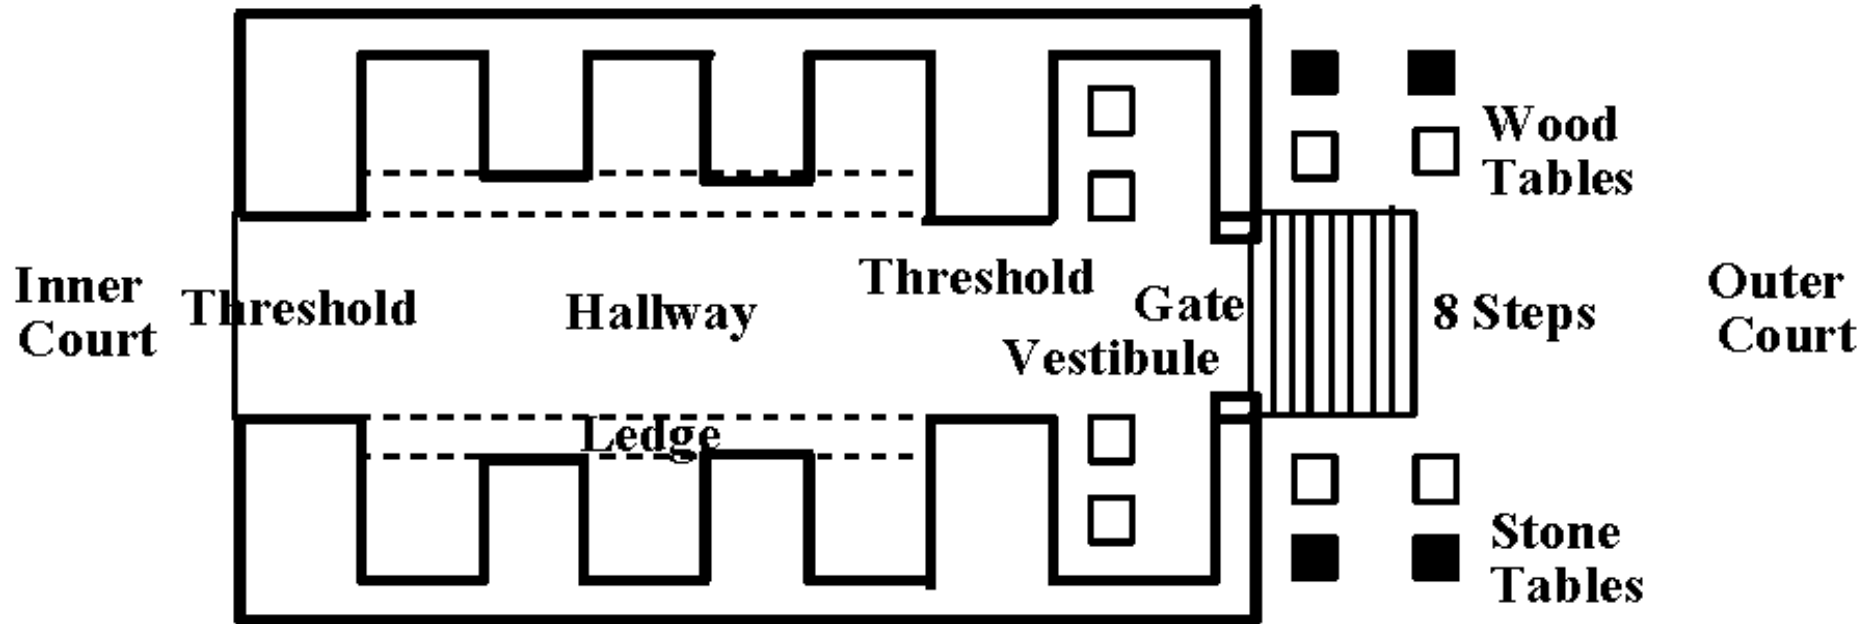 Wood
Tables
Inner
Court
Threshold
Hallway
Threshold
Gate
Vestibule
8 Steps
Outer
Court
Ledge
Stone
Tables